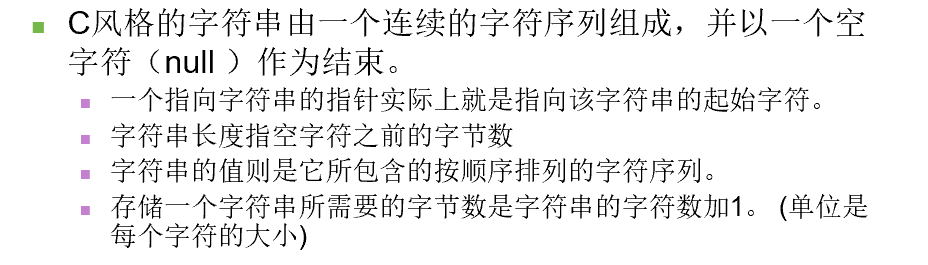 C风格的字符串由一个连续的字符序列组成，并以一个空
字符（null ）作为结束。
一个指向字符串的指针实际上就是指向该字符串的起始字符。
字符串长度指空字符之前的字节数
字符串的值则是它所包含的按顺序排列的字符序列。
存储一个字符串所需要的字节数是字符串的字符数加1。 (单位是
每个字符的大小)